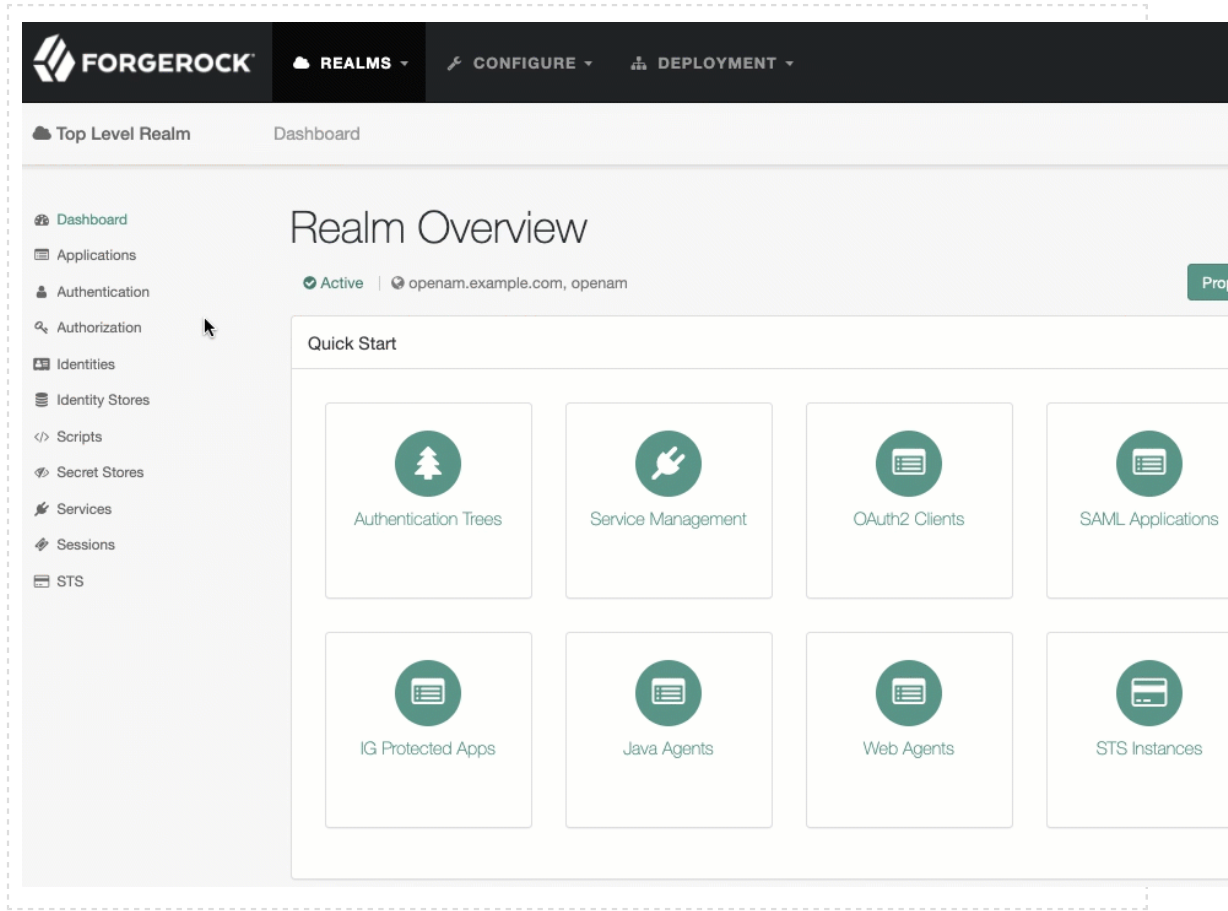 FORGEROCK REALMS CONFIGURE DEPLOYMENT
Top Level Realm Dashboard
Dashboard
Applications
Authentication
Authorization
Identities
Identity Stores
Scripts
Secret Stores
Services
Sessions
STS
Realm Overview
Active openam.example.com, openam
Quick Start
Authentication Trees Service Management OAuth2 Clients SAML Applications
IG Protected Apps Java Agents Web Agents STS Instances